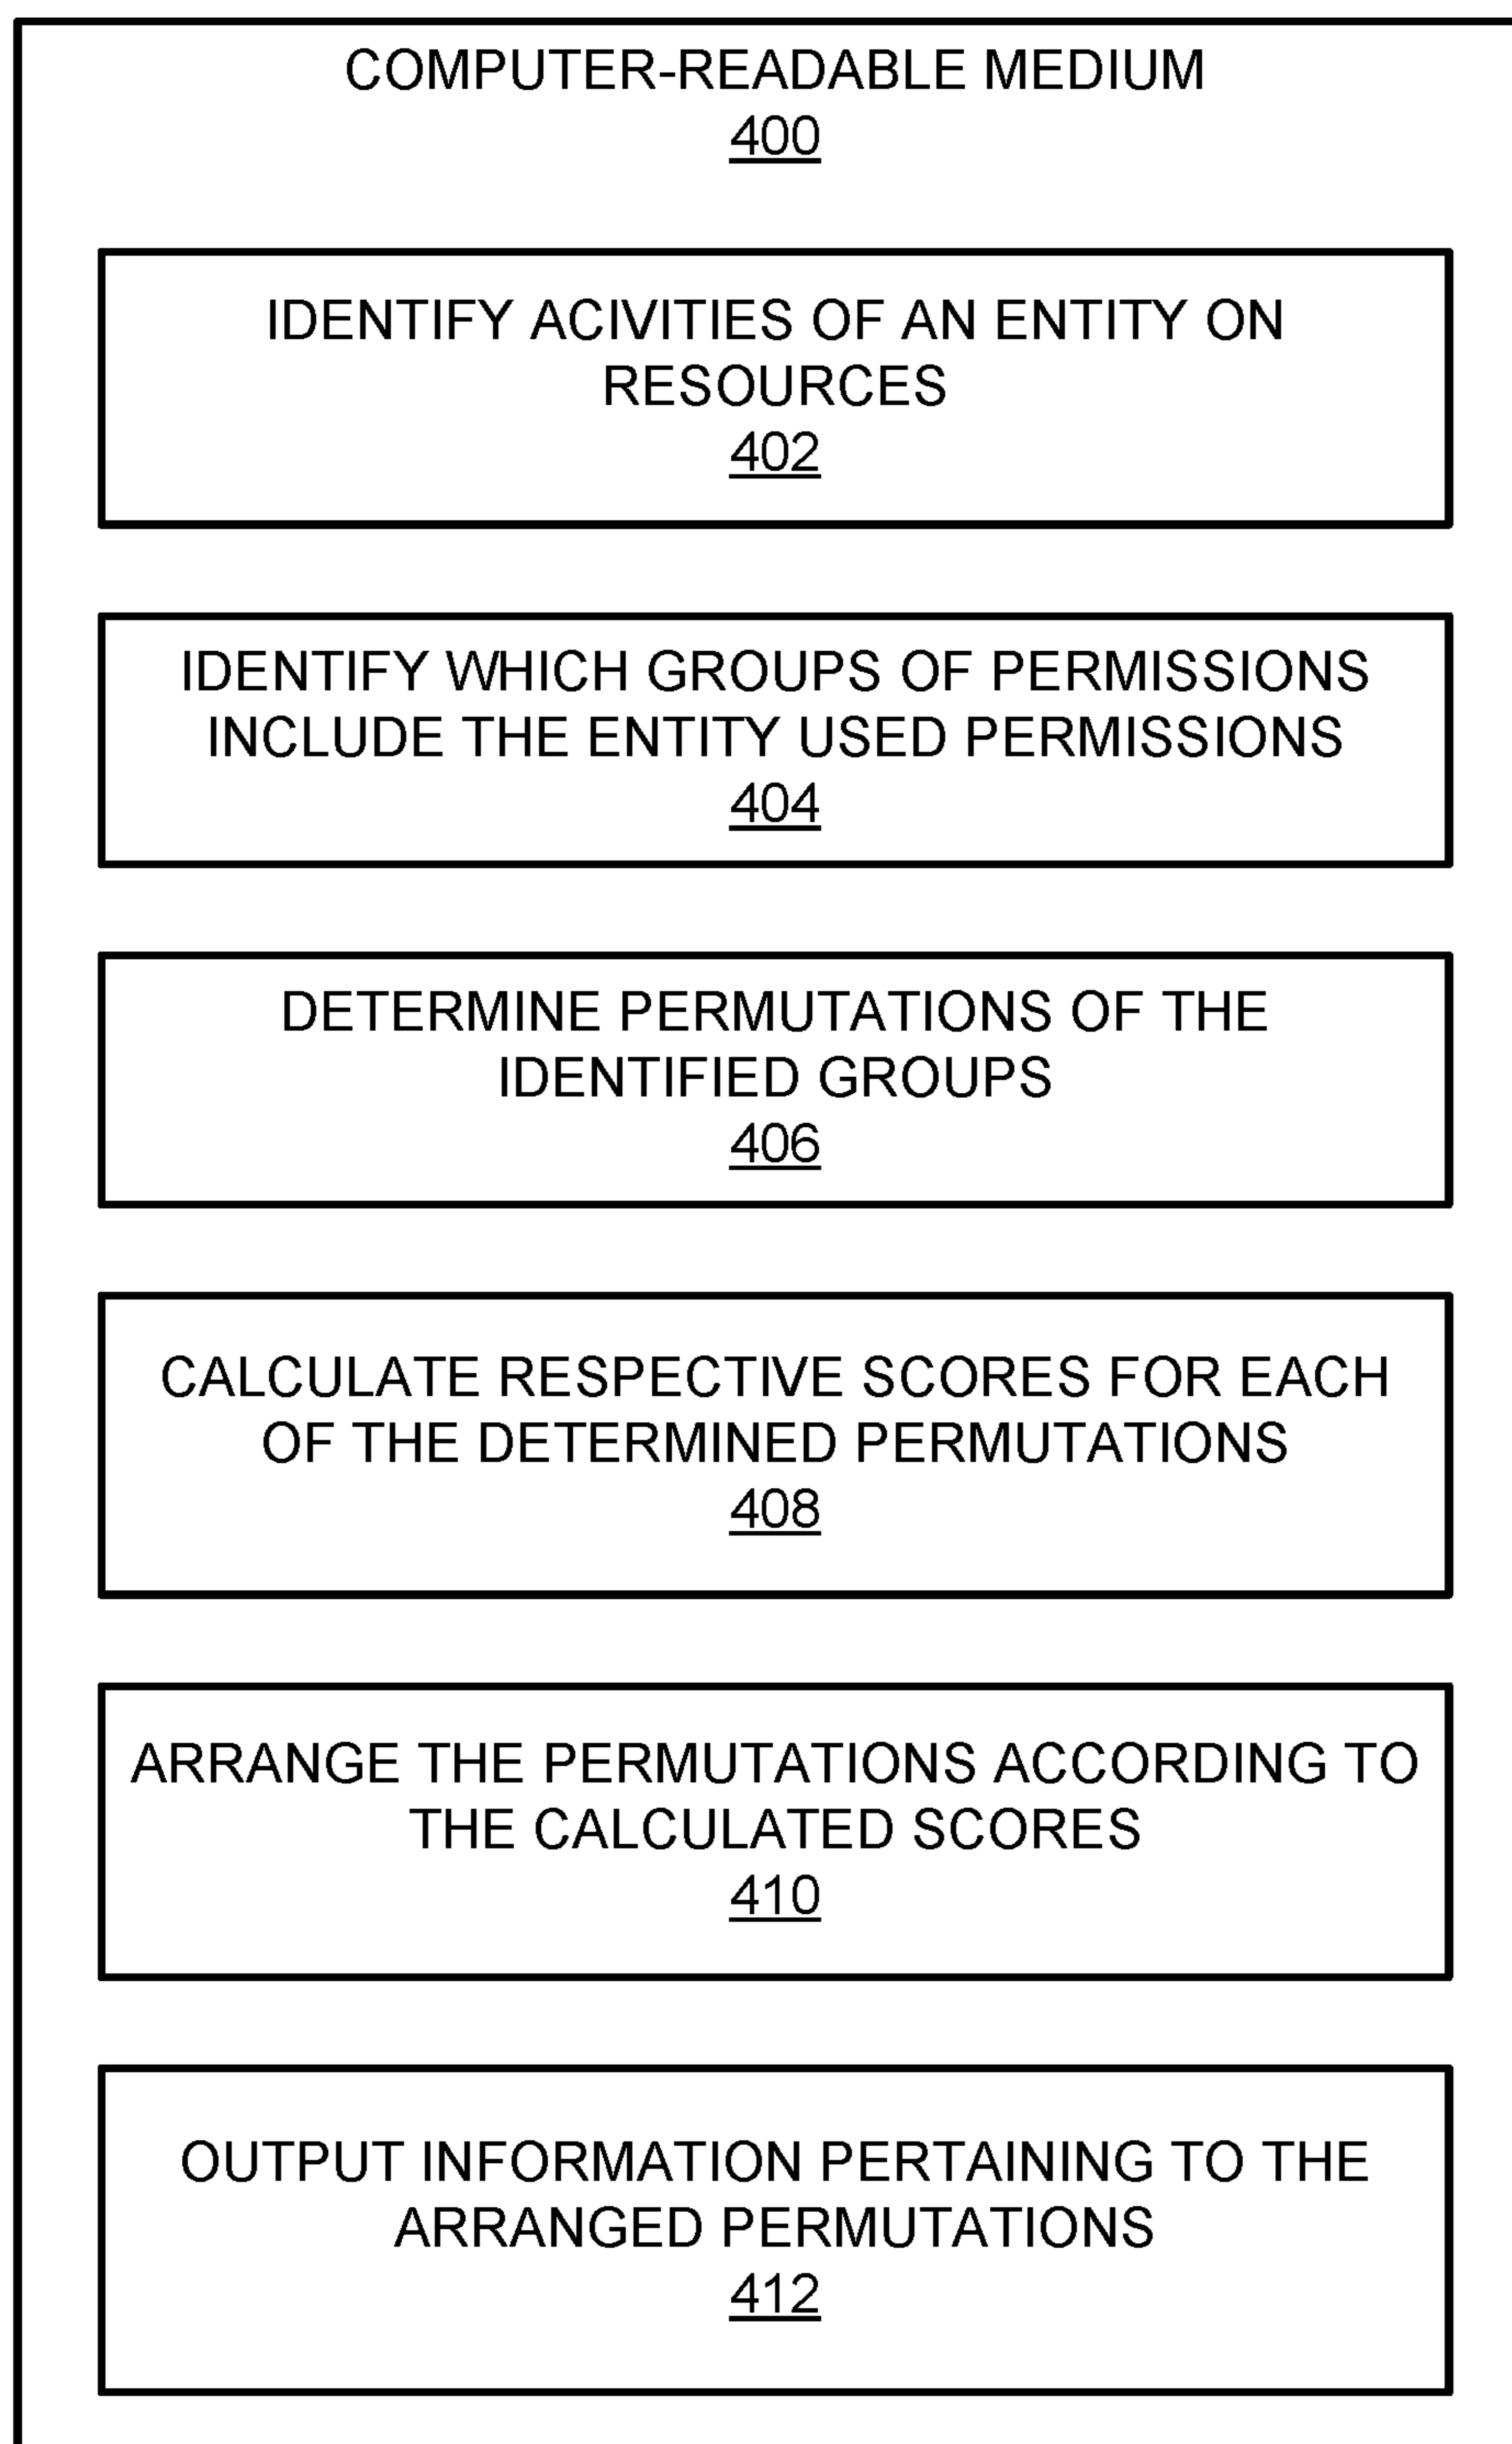 COMPUTER-READABLE MEDIUM
400
IDENTIFY ACIVITIES OF AN ENTITY ON
RESOURCES
402
IDENTIFY WHICH GROUPS OF PERMISSIONS
INCLUDE THE ENTITY USED PERMISSIONS
404
DETERMINE PERMUTATIONS OF THE
IDENTIFIED GROUPS
406
CALCULATE RESPECTIVE SCORES FOR EACH
OF THE DETERMINED PERMUTATIONS
408
ARRANGE THE PERMUTATIONS ACCORDING TO
THE CALCULATED SCORES
410
OUTPUT INFORMATION PERTAINING TO THE
ARRANGED PERMUTATIONS
412